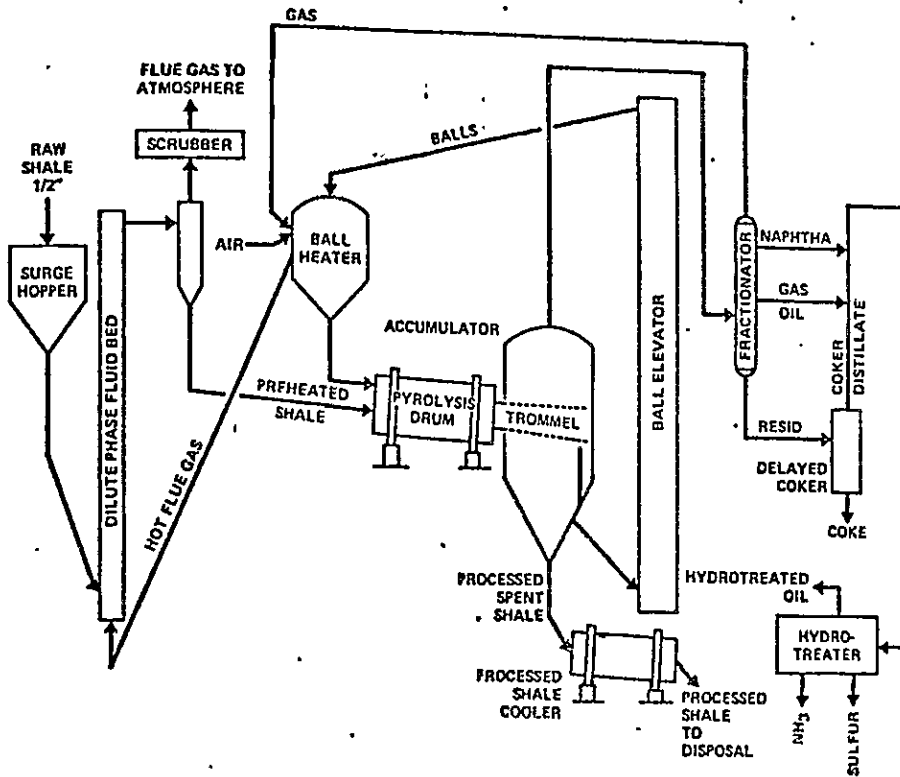 GAS
FLUE GAS TO
ATMOSPHERE
SCRUBBER
BALLS
RAW
SHALE
1/2"
AIR
BALL
HEATER
SURGE
HOPPER
NAPHTHA
GAS
OIL
FRACTIONATOR
COKER
DISTILLATE
ACCUMULATOR
BALL ELEVATOR
DILUTE PHASE FLUID BED
PREHEATED
SHALE
PYROLYSIS
DRUM
TROMMEL
RESID
HOT FLUE GAS
DELAYED
COKER
COKE
PROCESSED
SPENT
SHALE
HYDROTREATED
OIL
HYDRO-
TREATER
PROCESSED
SHALE
COOLER
PROCESSED
SHALE
TO
DISPOSAL
NH3
SULFUR